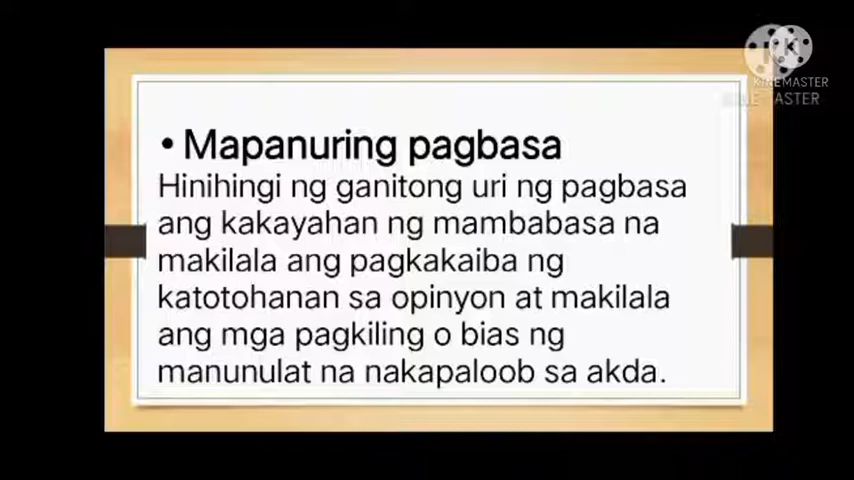 KINEMASTER
• Mapanuring pagbasa
Hinihingi ng ganitong uri ng pagbasa
ang kakayahan ng mambabasa na
makilala ang pagkakaiba ng
katotohanan sa opinyon at makilala
ang mga pagkiling o bias ng
manunulat na nakapaloob sa akda.